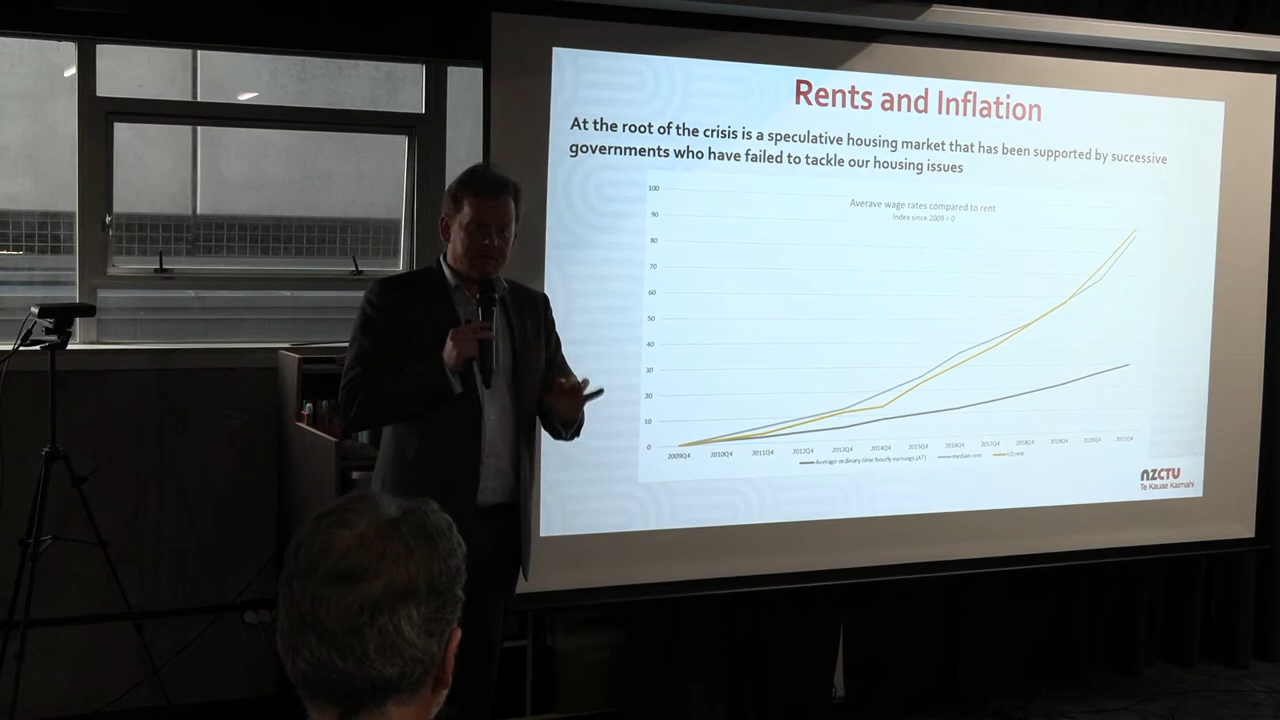 Rents and Inflation
At the root of the crisis is a speculative housing market that has been supported by successive
governments who have failed to tackle our housing issues
Averave wage rates compared to rent
Index since 2009 = 0
100
90
80
70
60
50
40
30
20
10
0
2009Q4 2010Q4 2011Q4 2012Q4 2013Q4 2014Q4 2015Q4 2016Q4 2017Q4 2018Q4 2019Q4 2020Q4 2021Q4
Average ordinary time hourly earnings (AT) median rent LQ rent
NZCTU
Te Kauae Kaimahi